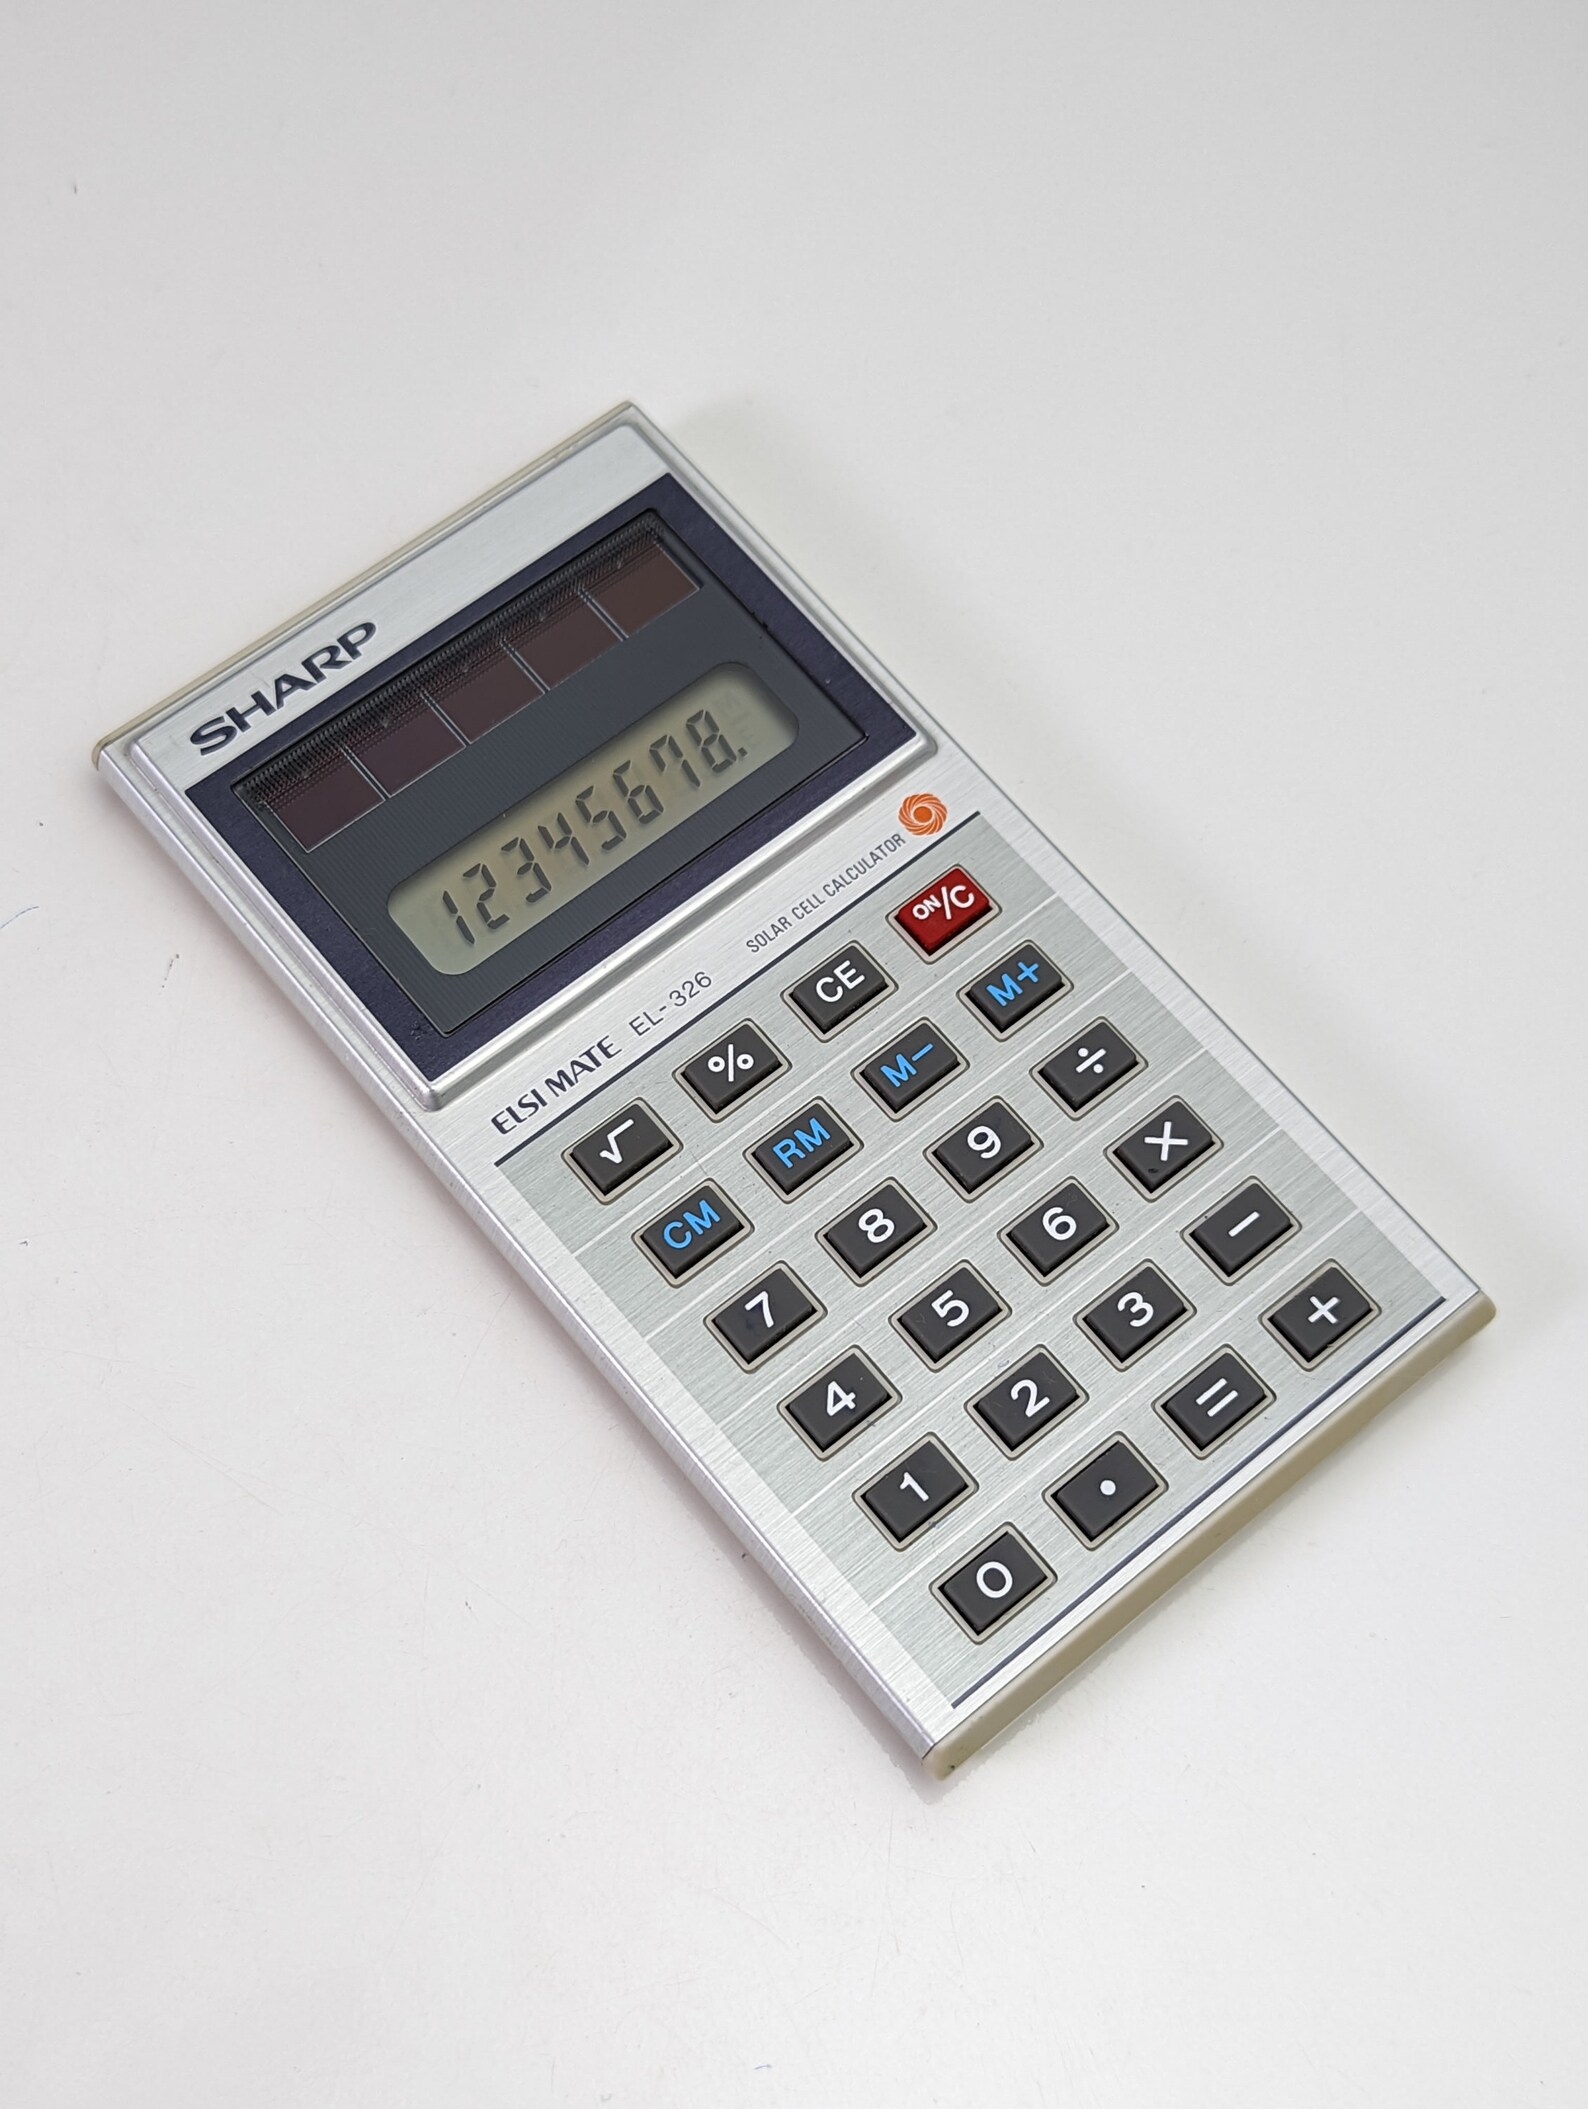 SHARP
12345678.
ELSI MATE EL-326 SOLAR CELL CALCULATOR
√ % CE ON/C
CM RM M− M+
7 8 9 ÷
4 5 6 ×
1 2 3 −
0 . = +